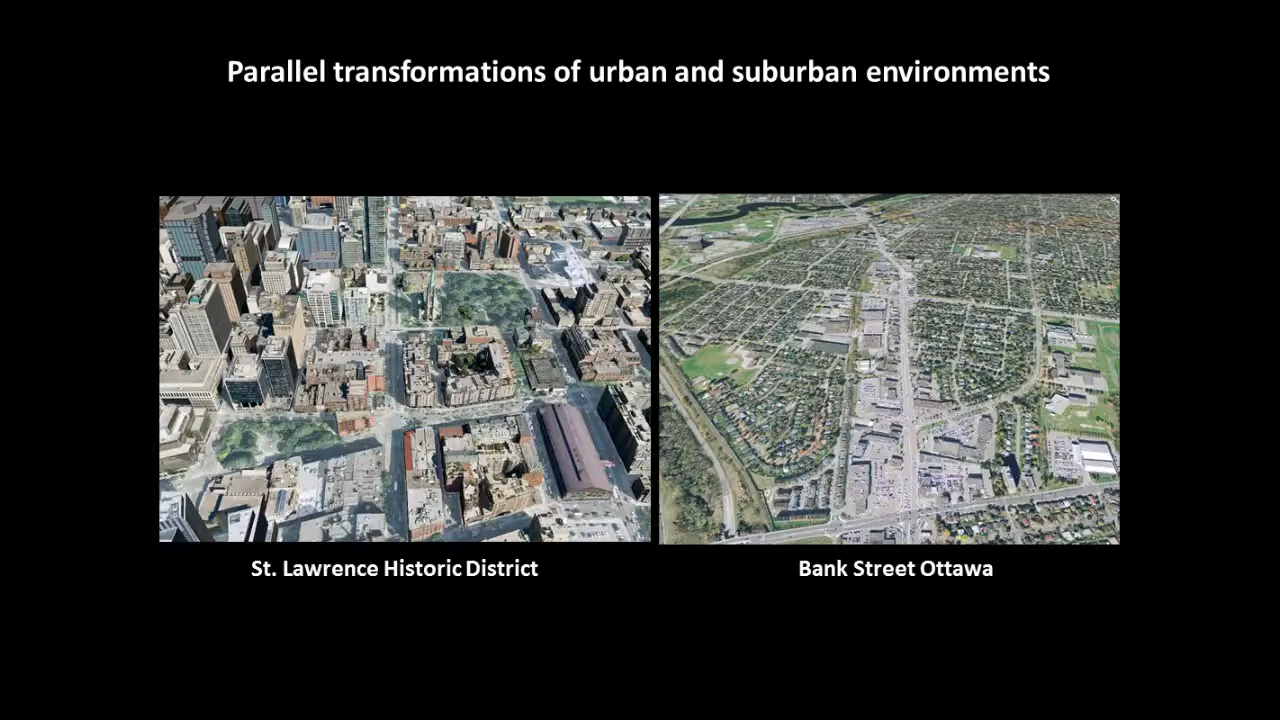 Parallel transformations of urban and suburban environments
St. Lawrence Historic District
Bank Street Ottawa